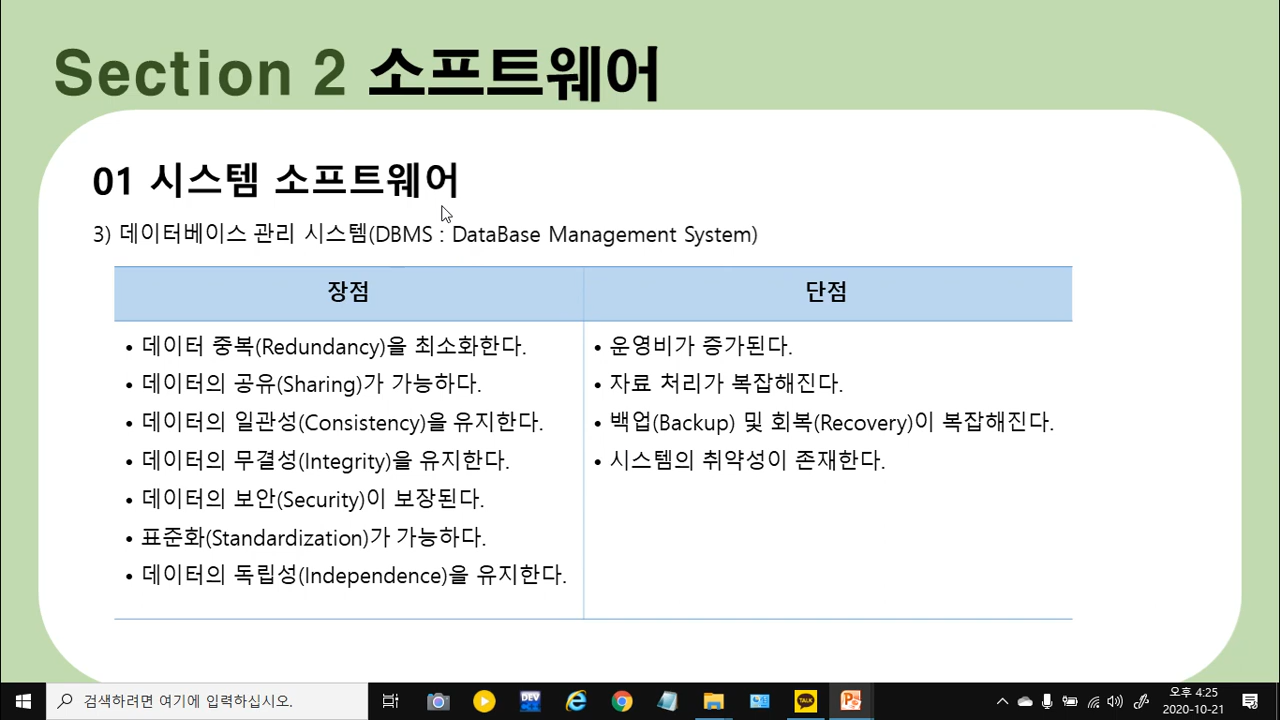 Section 2 소프트웨어
01 시스템 소프트웨어
3) 데이터베이스 관리 시스템(DBMS : DataBase Management System)
장점
단점
• 데이터 중복(Redundancy)을 최소화한다.
• 데이터의 공유(Sharing)가 가능하다.
• 데이터의 일관성(Consistency)을 유지한다.
• 데이터의 무결성(Integrity)을 유지한다.
• 데이터의 보안(Security)이 보장된다.
• 표준화(Standardization)가 가능하다.
• 데이터의 독립성(Independence)을 유지한다.
• 운영비가 증가된다.
• 자료 처리가 복잡해진다.
• 백업(Backup) 및 회복(Recovery)이 복잡해진다.
• 시스템의 취약성이 존재한다.
검색하려면 여기에 입력하십시오.
DEV
TALK
오후 4:25
2020-10-21